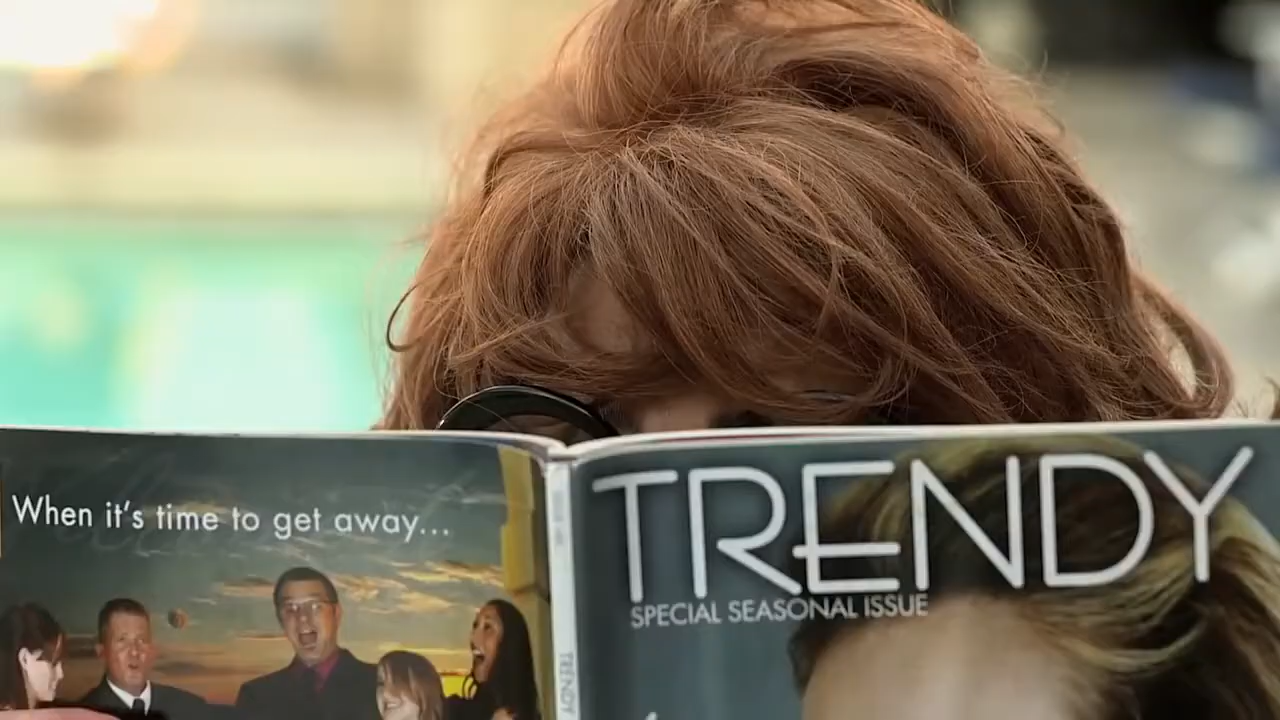 When it's time to get away...
TRENDY
SPECIAL SEASONAL ISSUE
TRENDY